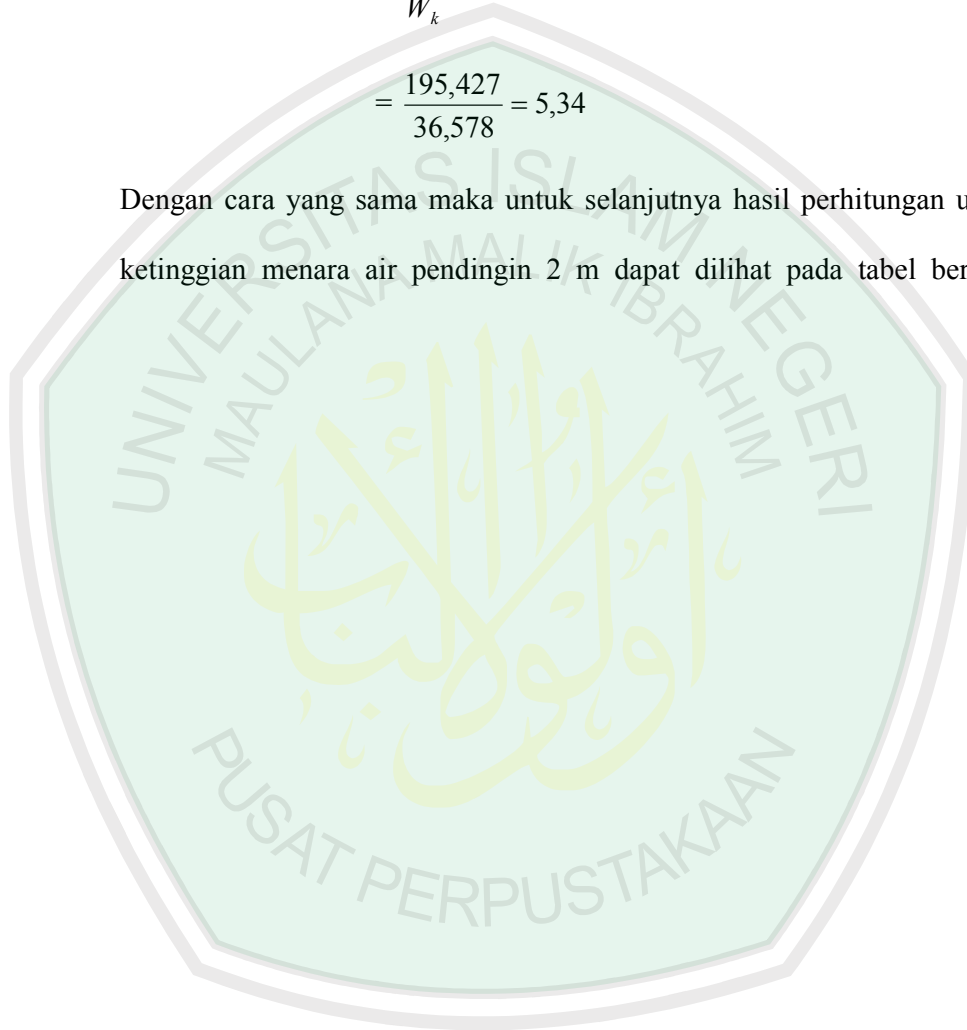 W_k
= 195,427 / 36,578 = 5,34
Dengan cara yang sama maka untuk selanjutnya hasil perhitungan u
ketinggian menara air pendingin 2 m dapat dilihat pada tabel ber
UNIVERSITAS ISLAM NEGERI
MAULANA MALIK IBRAHIM
PUSAT PERPUSTAKAAN